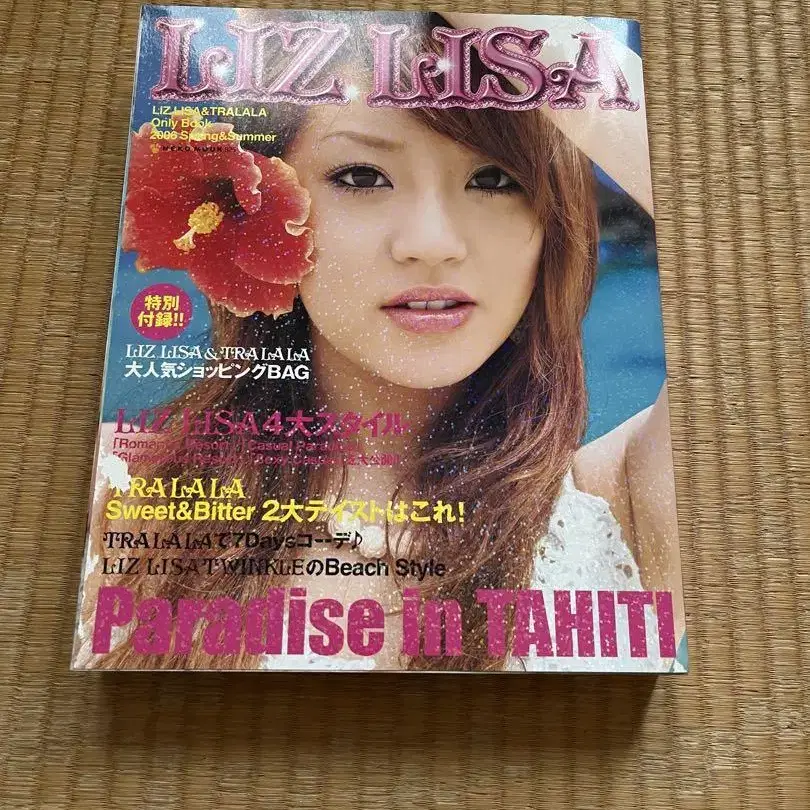 LIZ LISA
LIZ LISA&TRALALA
Only Book
2006 Spring&Summer
NEKO MOOK
特別
付録!!
LIZ LISA & TRALALA
大人気ショッピングBAG
LIZ LISA 4大スタイル
TRALALA
Sweet&Bitter 2大テイストはこれ!
TRALALAで7Daysコーデ♪
LIZ LISA TWINKLEのBeach Style
Paradise in TAHITI